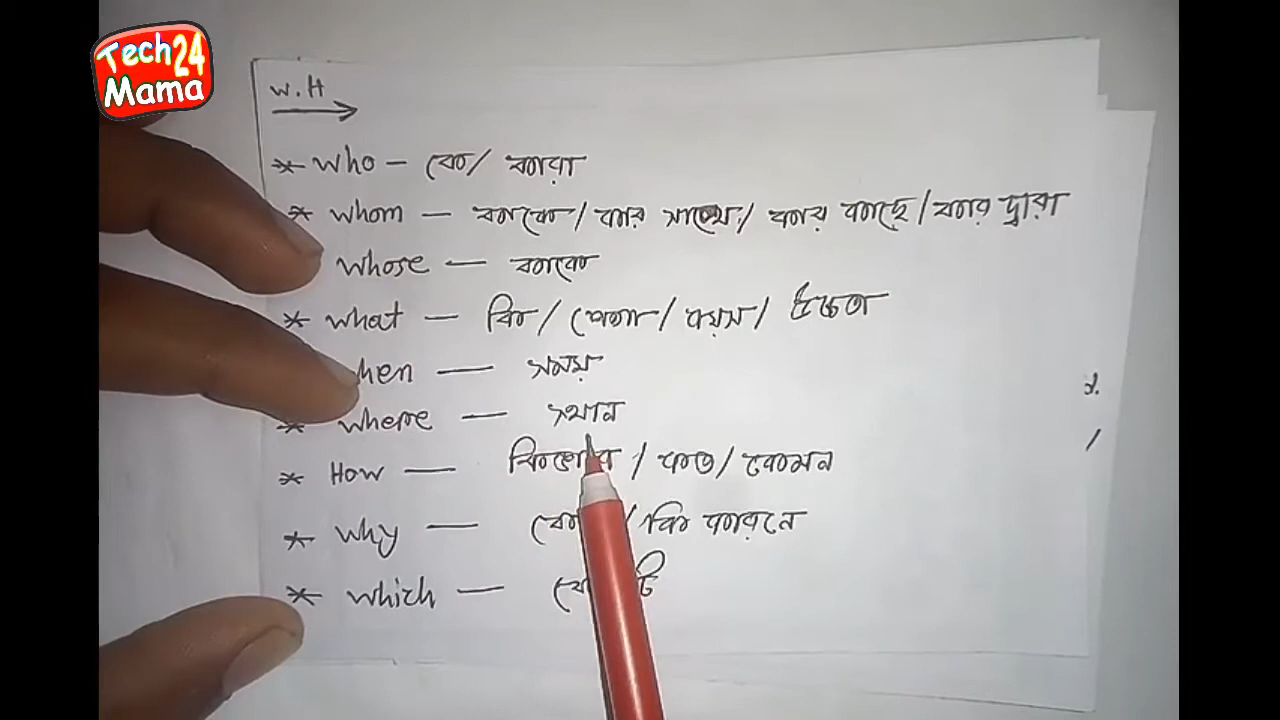 Tech24
Mama
W.H
* Who - কে/ কারা
* Whom - কাকে/কার সাথে/ কার কাছে/কার দ্বারা
Whose - কাকে
* What - কি/পেশা/বয়স/উচ্চতা
hen - সময়
* Where - স্থান
* How - /কত/কেমন
* Why - /কি কারনে
* Which -